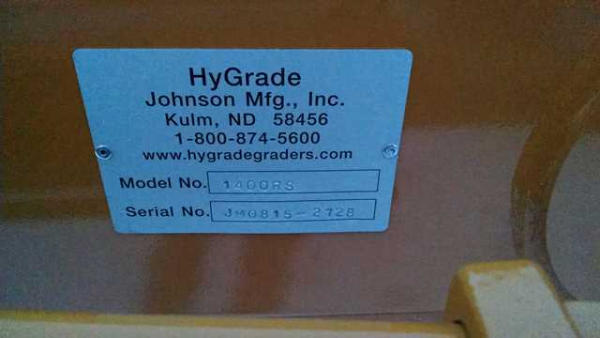 HyGrade
Johnson Mfg., Inc.
Kulm, ND 58456
1-800-874-5600
www.hygradegraders.com
Model No. 1400RS
Serial No. JM0815-2728